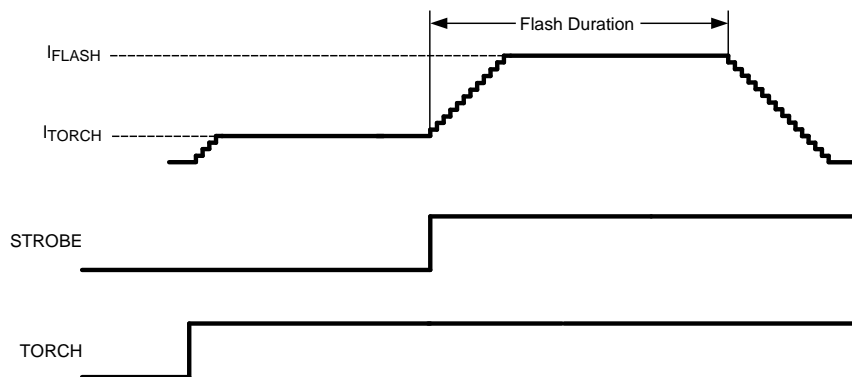 Flash Duration
IFLASH
ITORCH
STROBE
TORCH